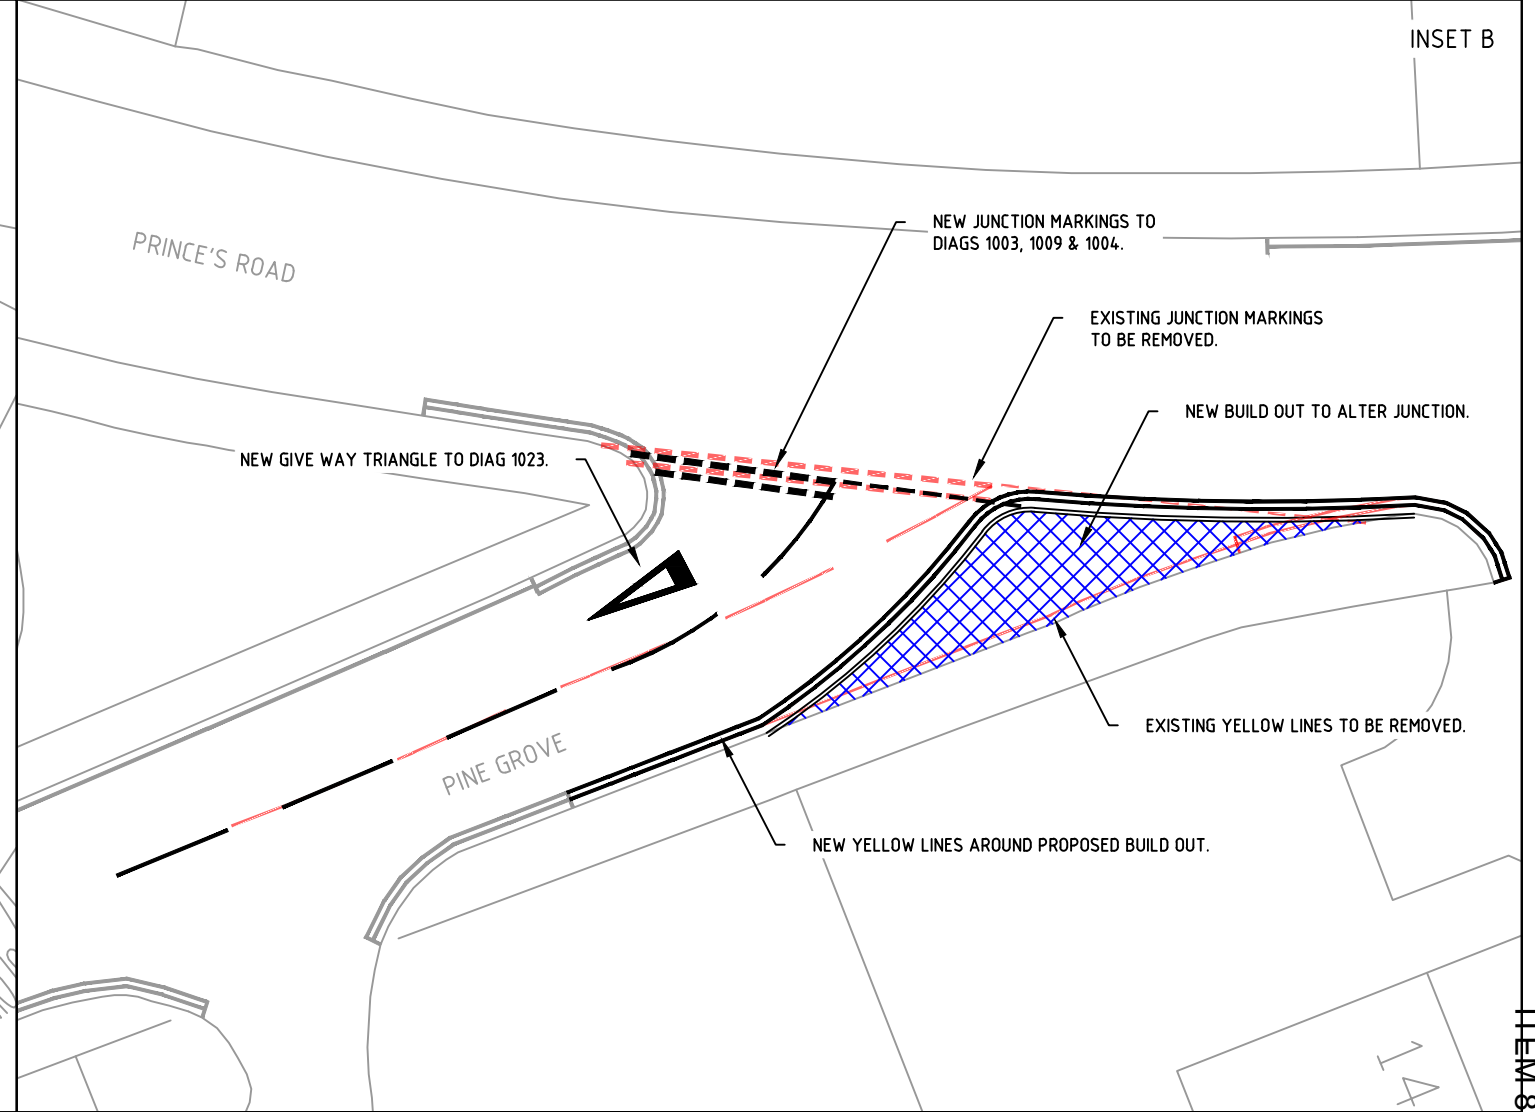 INSET B
NEW JUNCTION MARKINGS TO
DIAGS 1003, 1009 & 1004.
PRINCE'S ROAD
EXISTING JUNCTION MARKINGS
TO BE REMOVED.
NEW BUILD OUT TO ALTER JUNCTION.
NEW GIVE WAY TRIANGLE TO DIAG 1023.
EXISTING YELLOW LINES TO BE REMOVED.
PINE GROVE
NEW YELLOW LINES AROUND PROPOSED BUILD OUT.
14
ITEM 8